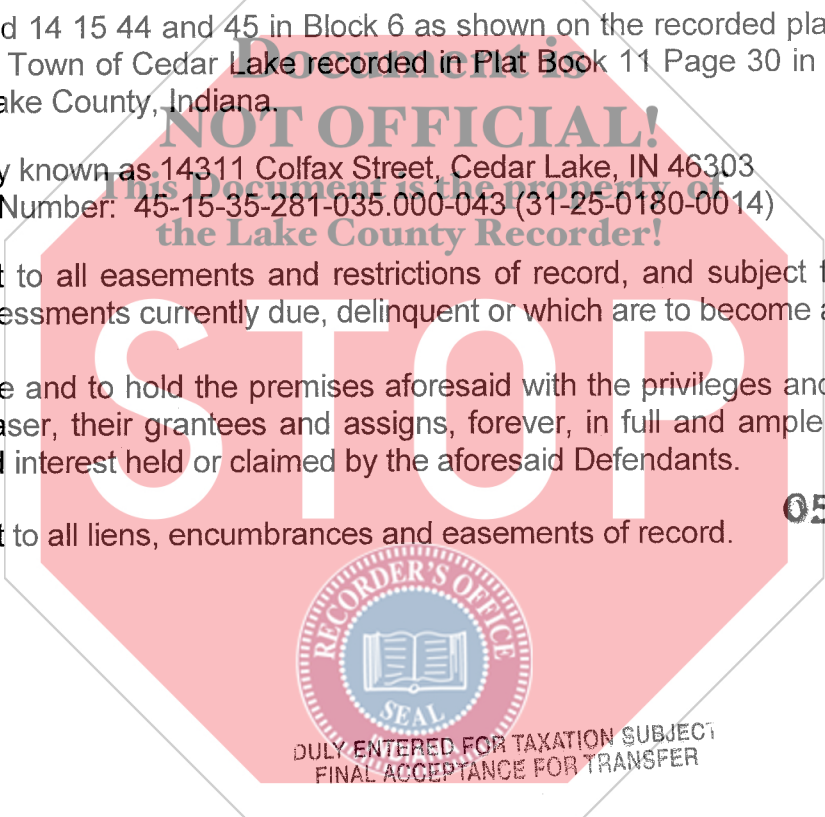 d 14 15 44 and 45 in Block 6 as shown on the recorded pla
Document is
Town of Cedar Lake recorded in Plat Book 11 Page 30 in
ake County, Indiana.
NOT OFFICIAL!
y known as 14311 Colfax Street, Cedar Lake, IN 46303
This Document is the property of
Number: 45-15-35-281-035.000-043 (31-25-0180-0014)
the Lake County Recorder!
t to all easements and restrictions of record, and subject t
essments currently due, delinquent or which are to become a
STOP
e and to hold the premises aforesaid with the privileges and
aser, their grantees and assigns, forever, in full and ample
d interest held or claimed by the aforesaid Defendants.
05
t to all liens, encumbrances and easements of record.
RECORDER'S OFFICE
SEAL
INDIANA
DULY ENTERED FOR TAXATION SUBJECT
FINAL ACCEPTANCE FOR TRANSFER